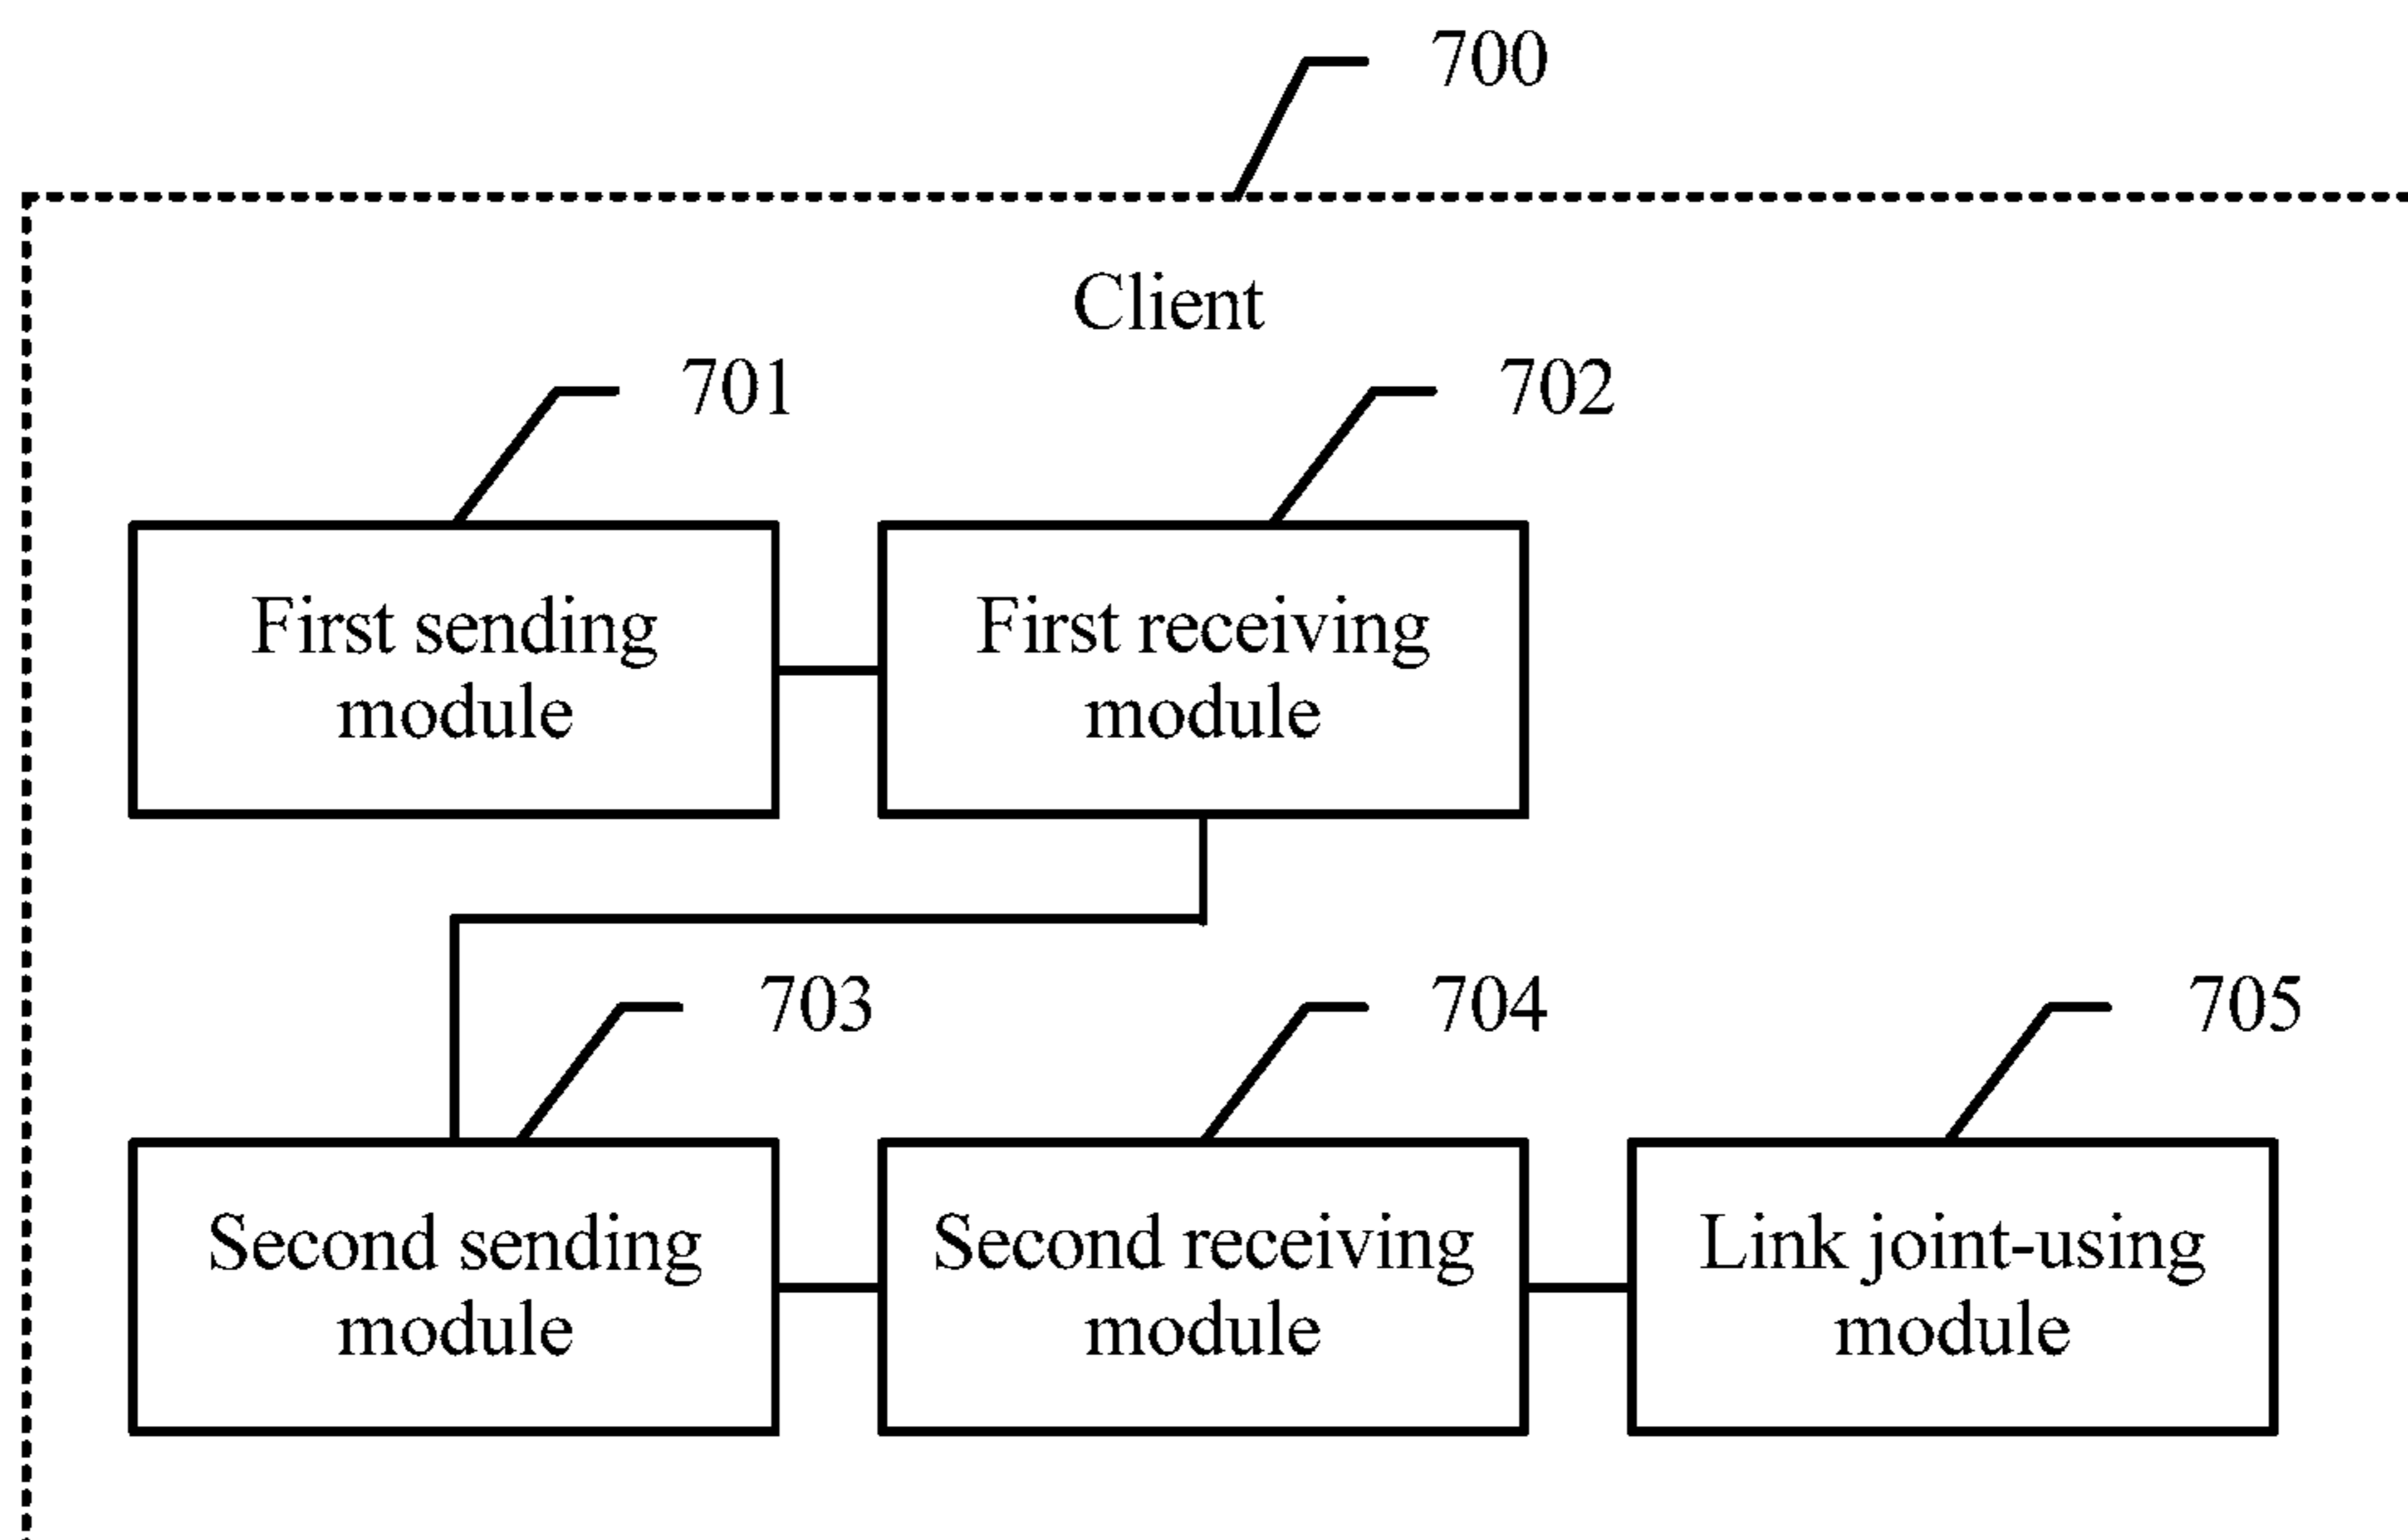 700
Client
701
702
First sending
module
First receiving
module
703
704
705
Second sending
module
Second receiving
module
Link joint-using
module